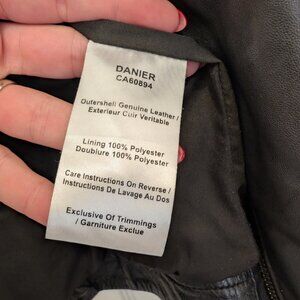 DANIER
CA60894
Outershell Genuine Leather /
Exterieur Cuir Veritable
Lining 100% Polyester
Doublure 100% Polyester
Care Instructions On Reverse /
Instructions De Lavage Au Dos
Exclusive Of Trimmings
/ Garniture Exclue